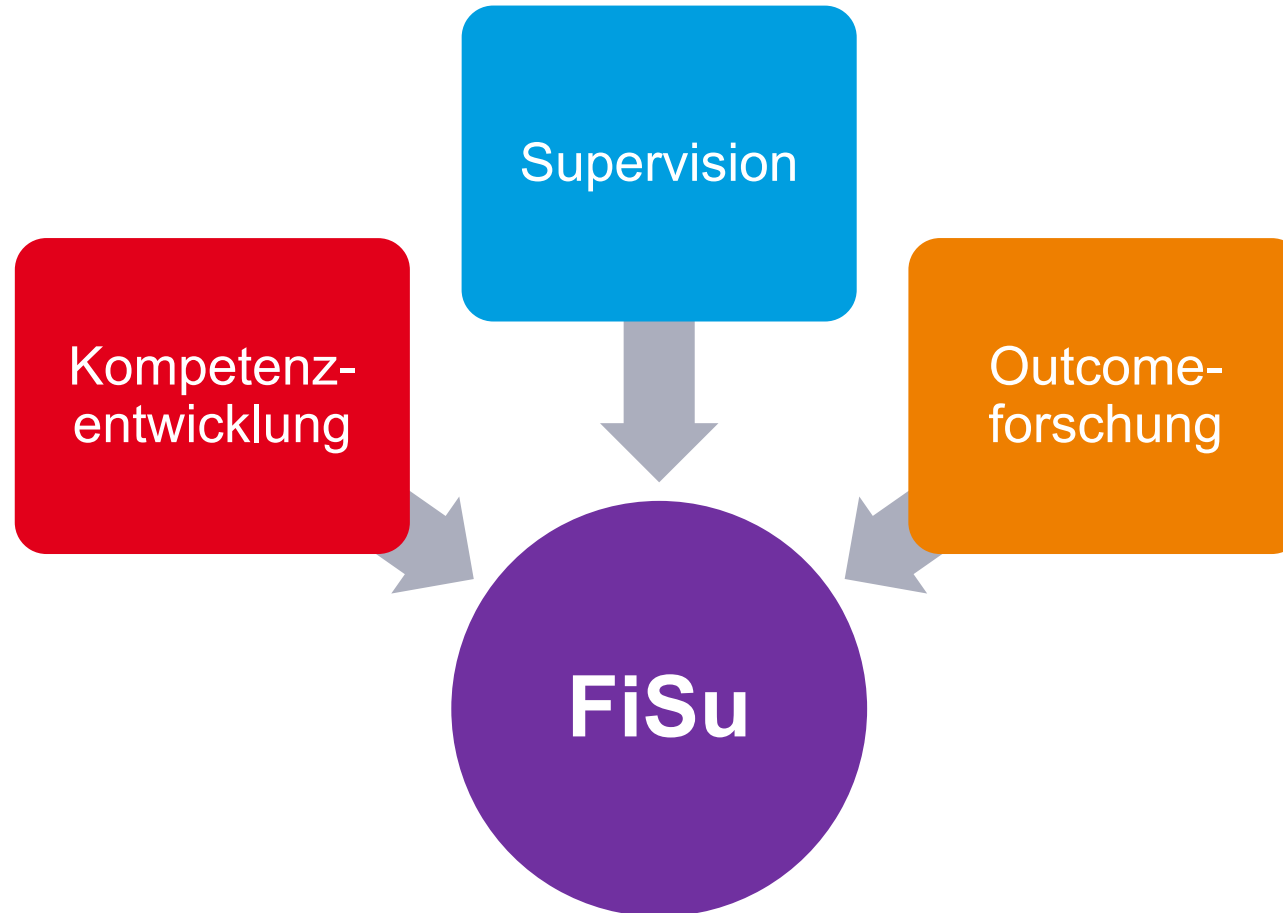 Supervision
Kompetenz-
entwicklung
Outcome-
forschung
FiSu